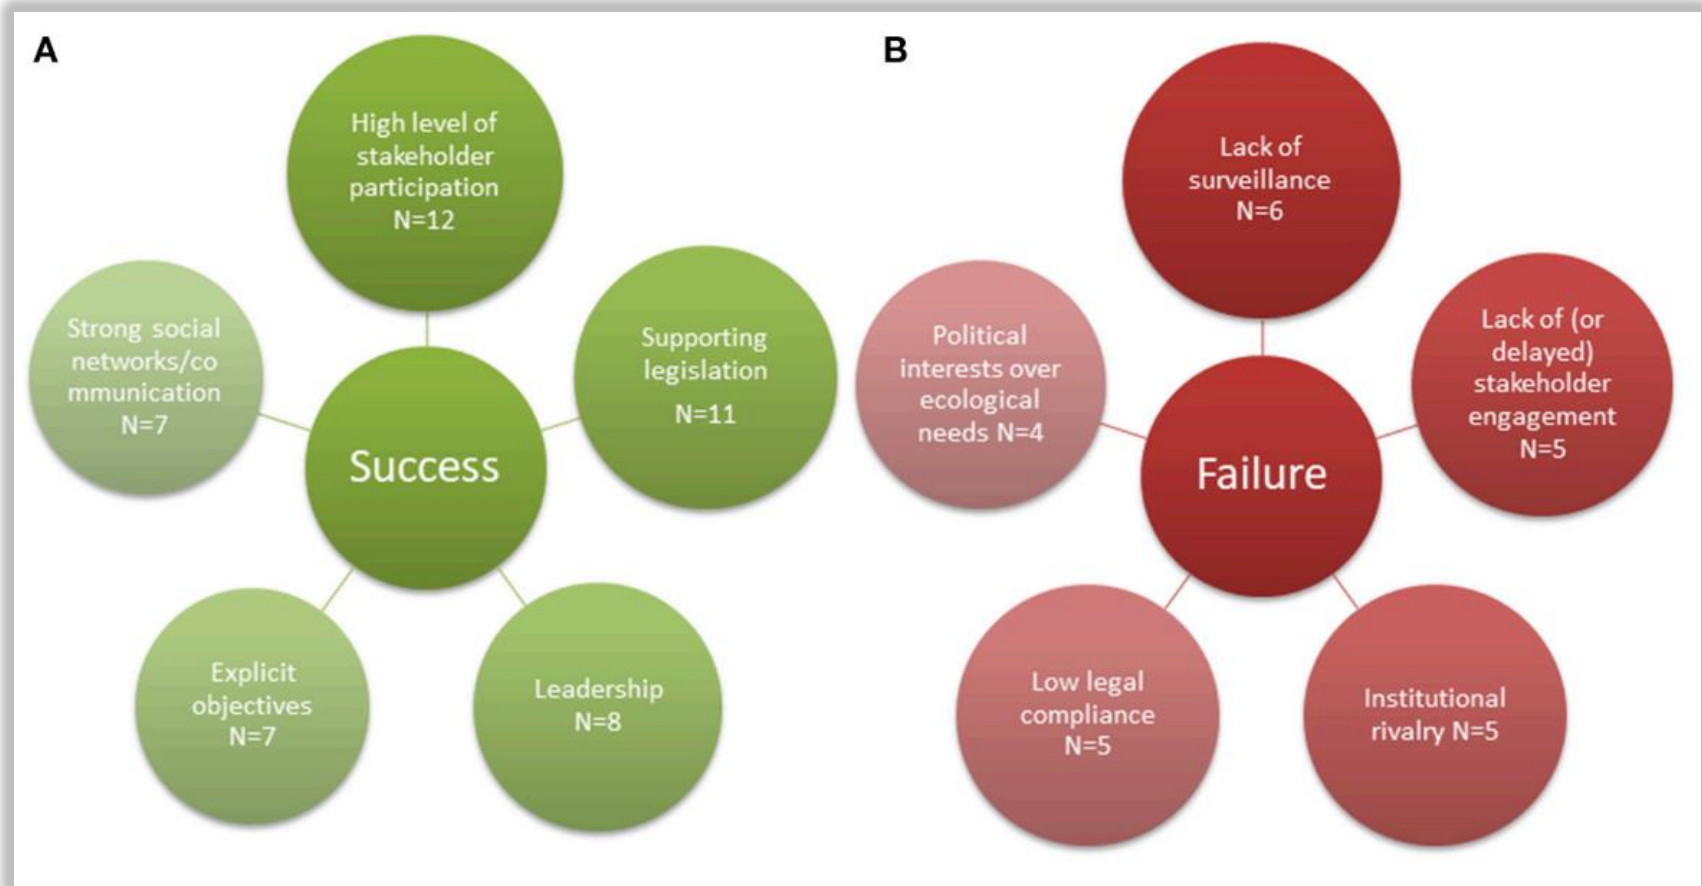 A
High level of
stakeholder
participation
N=12
Supporting
legislation
N=11
Leadership
N=8
Explicit
objectives
N=7
Strong social
networks/co
mmunication
N=7
Success
B
Lack of
surveillance
N=6
Lack of (or
delayed)
stakeholder
engagement
N=5
Institutional
rivalry N=5
Low legal
compliance
N=5
Political
interests over
ecological
needs N=4
Failure